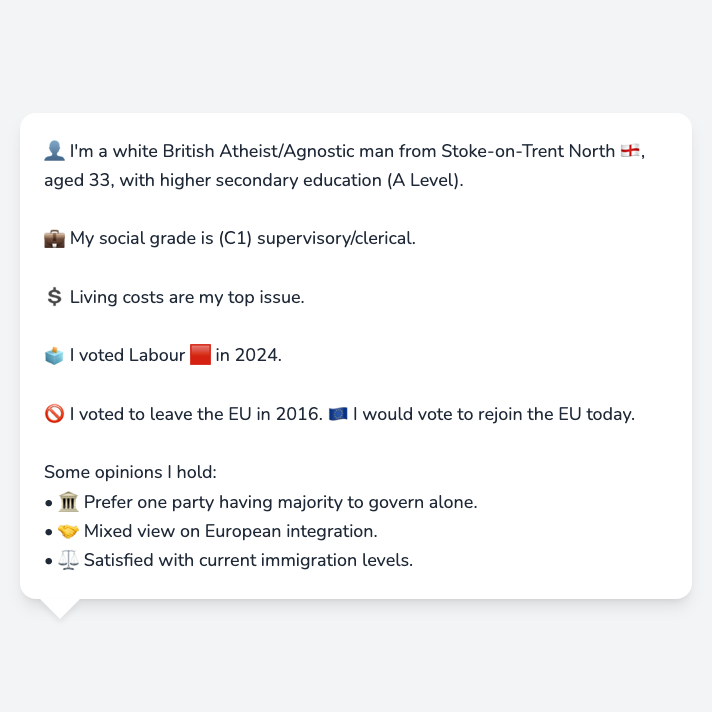 👤 I'm a white British Atheist/Agnostic man from Stoke-on-Trent North 🏴󠁧󠁢󠁥󠁮󠁧󠁿,
aged 33, with higher secondary education (A Level).
💼 My social grade is (C1) supervisory/clerical.
💲 Living costs are my top issue.
🗳️ I voted Labour 🟥 in 2024.
🚫 I voted to leave the EU in 2016. 🇪🇺 I would vote to rejoin the EU today.
Some opinions I hold:
• 🏛️ Prefer one party having majority to govern alone.
• 🤝 Mixed view on European integration.
• ⚖️ Satisfied with current immigration levels.